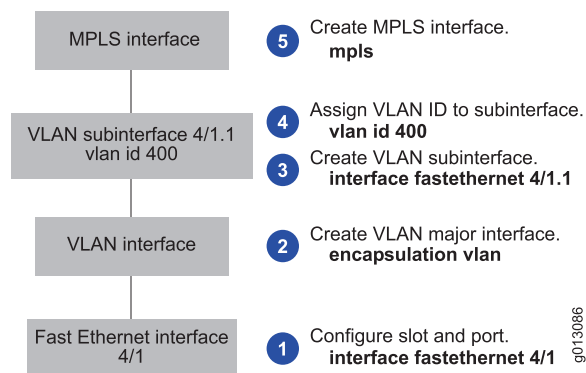 MPLS interface
5 Create MPLS interface.
mpls
VLAN subinterface 4/1.1
vlan id 400
4 Assign VLAN ID to subinterface.
vlan id 400
3 Create VLAN subinterface.
interface fastethernet 4/1.1
VLAN interface
2 Create VLAN major interface.
encapsulation vlan
Fast Ethernet interface
4/1
1 Configure slot and port.
interface fastethernet 4/1
g013086